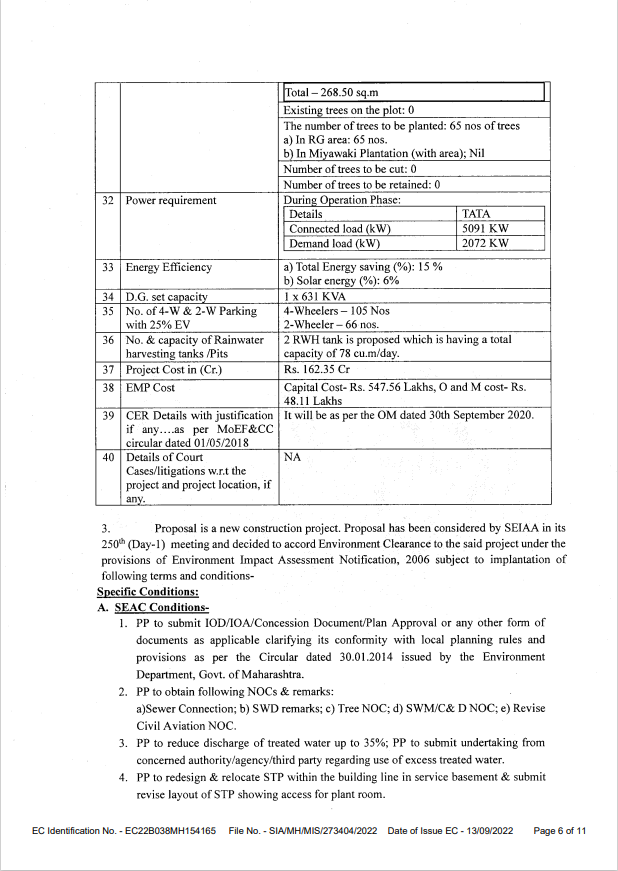 Total – 268.50 sq.m
Existing trees on the plot: 0
The number of trees to be planted: 65 nos of trees
a) In RG area: 65 nos.
b) In Miyawaki Plantation (with area); Nil
Number of trees to be cut: 0
Number of trees to be retained: 0
32 Power requirement During Operation Phase:
Details TATA
Connected load (kW) 5091 KW
Demand load (kW) 2072 KW
33 Energy Efficiency a) Total Energy saving (%): 15 %
b) Solar energy (%): 6%
34 D.G. set capacity 1 x 631 KVA
35 No. of 4-W & 2-W Parking 4-Wheelers – 105 Nos
with 25% EV 2-Wheeler – 66 nos.
36 No. & capacity of Rainwater 2 RWH tank is proposed which is having a total
harvesting tanks /Pits capacity of 78 cu.m/day.
37 Project Cost in (Cr.) Rs. 162.35 Cr
38 EMP Cost Capital Cost- Rs. 547.56 Lakhs, O and M cost- Rs.
48.11 Lakhs
39 CER Details with justification It will be as per the OM dated 30th September 2020.
if any….as per MoEF&CC
circular dated 01/05/2018
40 Details of Court NA
Cases/litigations w.r.t the
project and project location, if
any.
3. Proposal is a new construction project. Proposal has been considered by SEIAA in its
250th (Day-1) meeting and decided to accord Environment Clearance to the said project under the
provisions of Environment Impact Assessment Notification, 2006 subject to implantation of
following terms and conditions-
Specific Conditions:
A. SEAC Conditions-
1. PP to submit IOD/IOA/Concession Document/Plan Approval or any other form of
documents as applicable clarifying its conformity with local planning rules and
provisions as per the Circular dated 30.01.2014 issued by the Environment
Department, Govt. of Maharashtra.
2. PP to obtain following NOCs & remarks:
a)Sewer Connection; b) SWD remarks; c) Tree NOC; d) SWM/C& D NOC; e) Revise
Civil Aviation NOC.
3. PP to reduce discharge of treated water up to 35%; PP to submit undertaking from
concerned authority/agency/third party regarding use of excess treated water.
4. PP to redesign & relocate STP within the building line in service basement & submit
revise layout of STP showing access for plant room.
EC Identification No. - EC22B038MH154165 File No. - SIA/MH/MIS/273404/2022 Date of Issue EC - 13/09/2022 Page 6 of 11